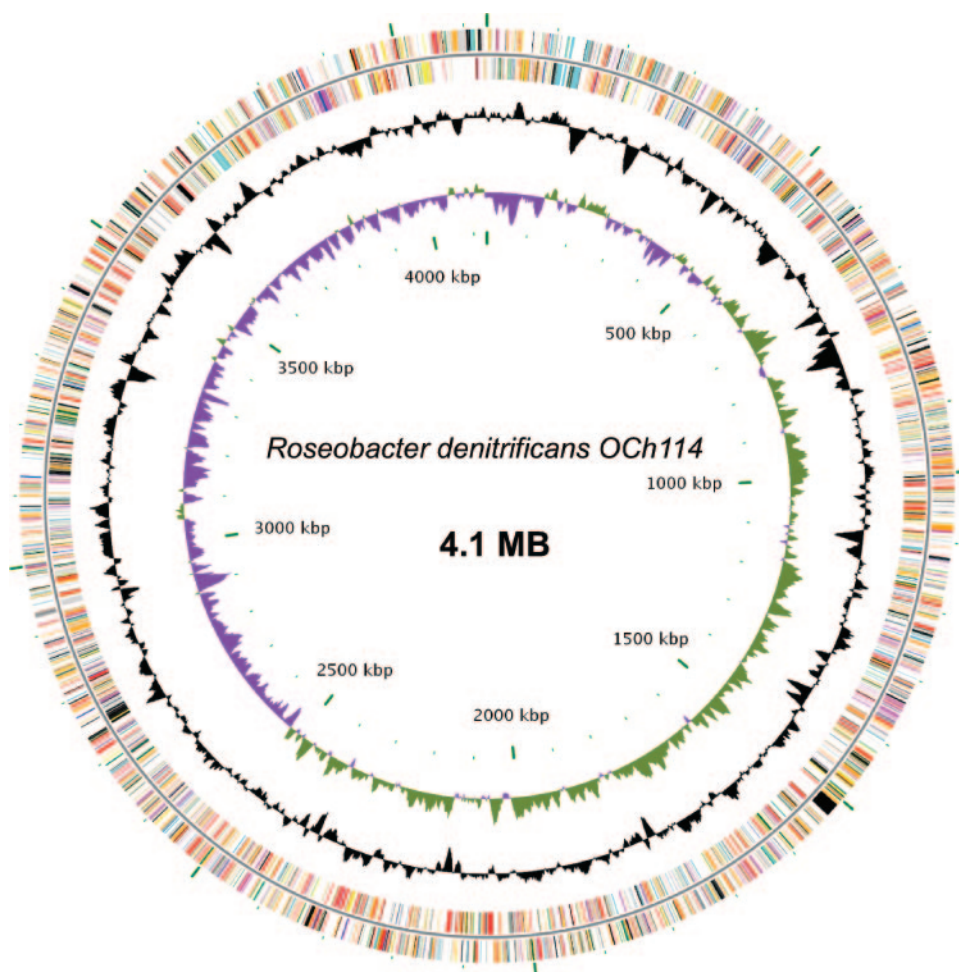 4000 kbp
500 kbp
3500 kbp
Roseobacter denitrificans OCh114
1000 kbp
3000 kbp
4.1 MB
1500 kbp
2500 kbp
2000 kbp